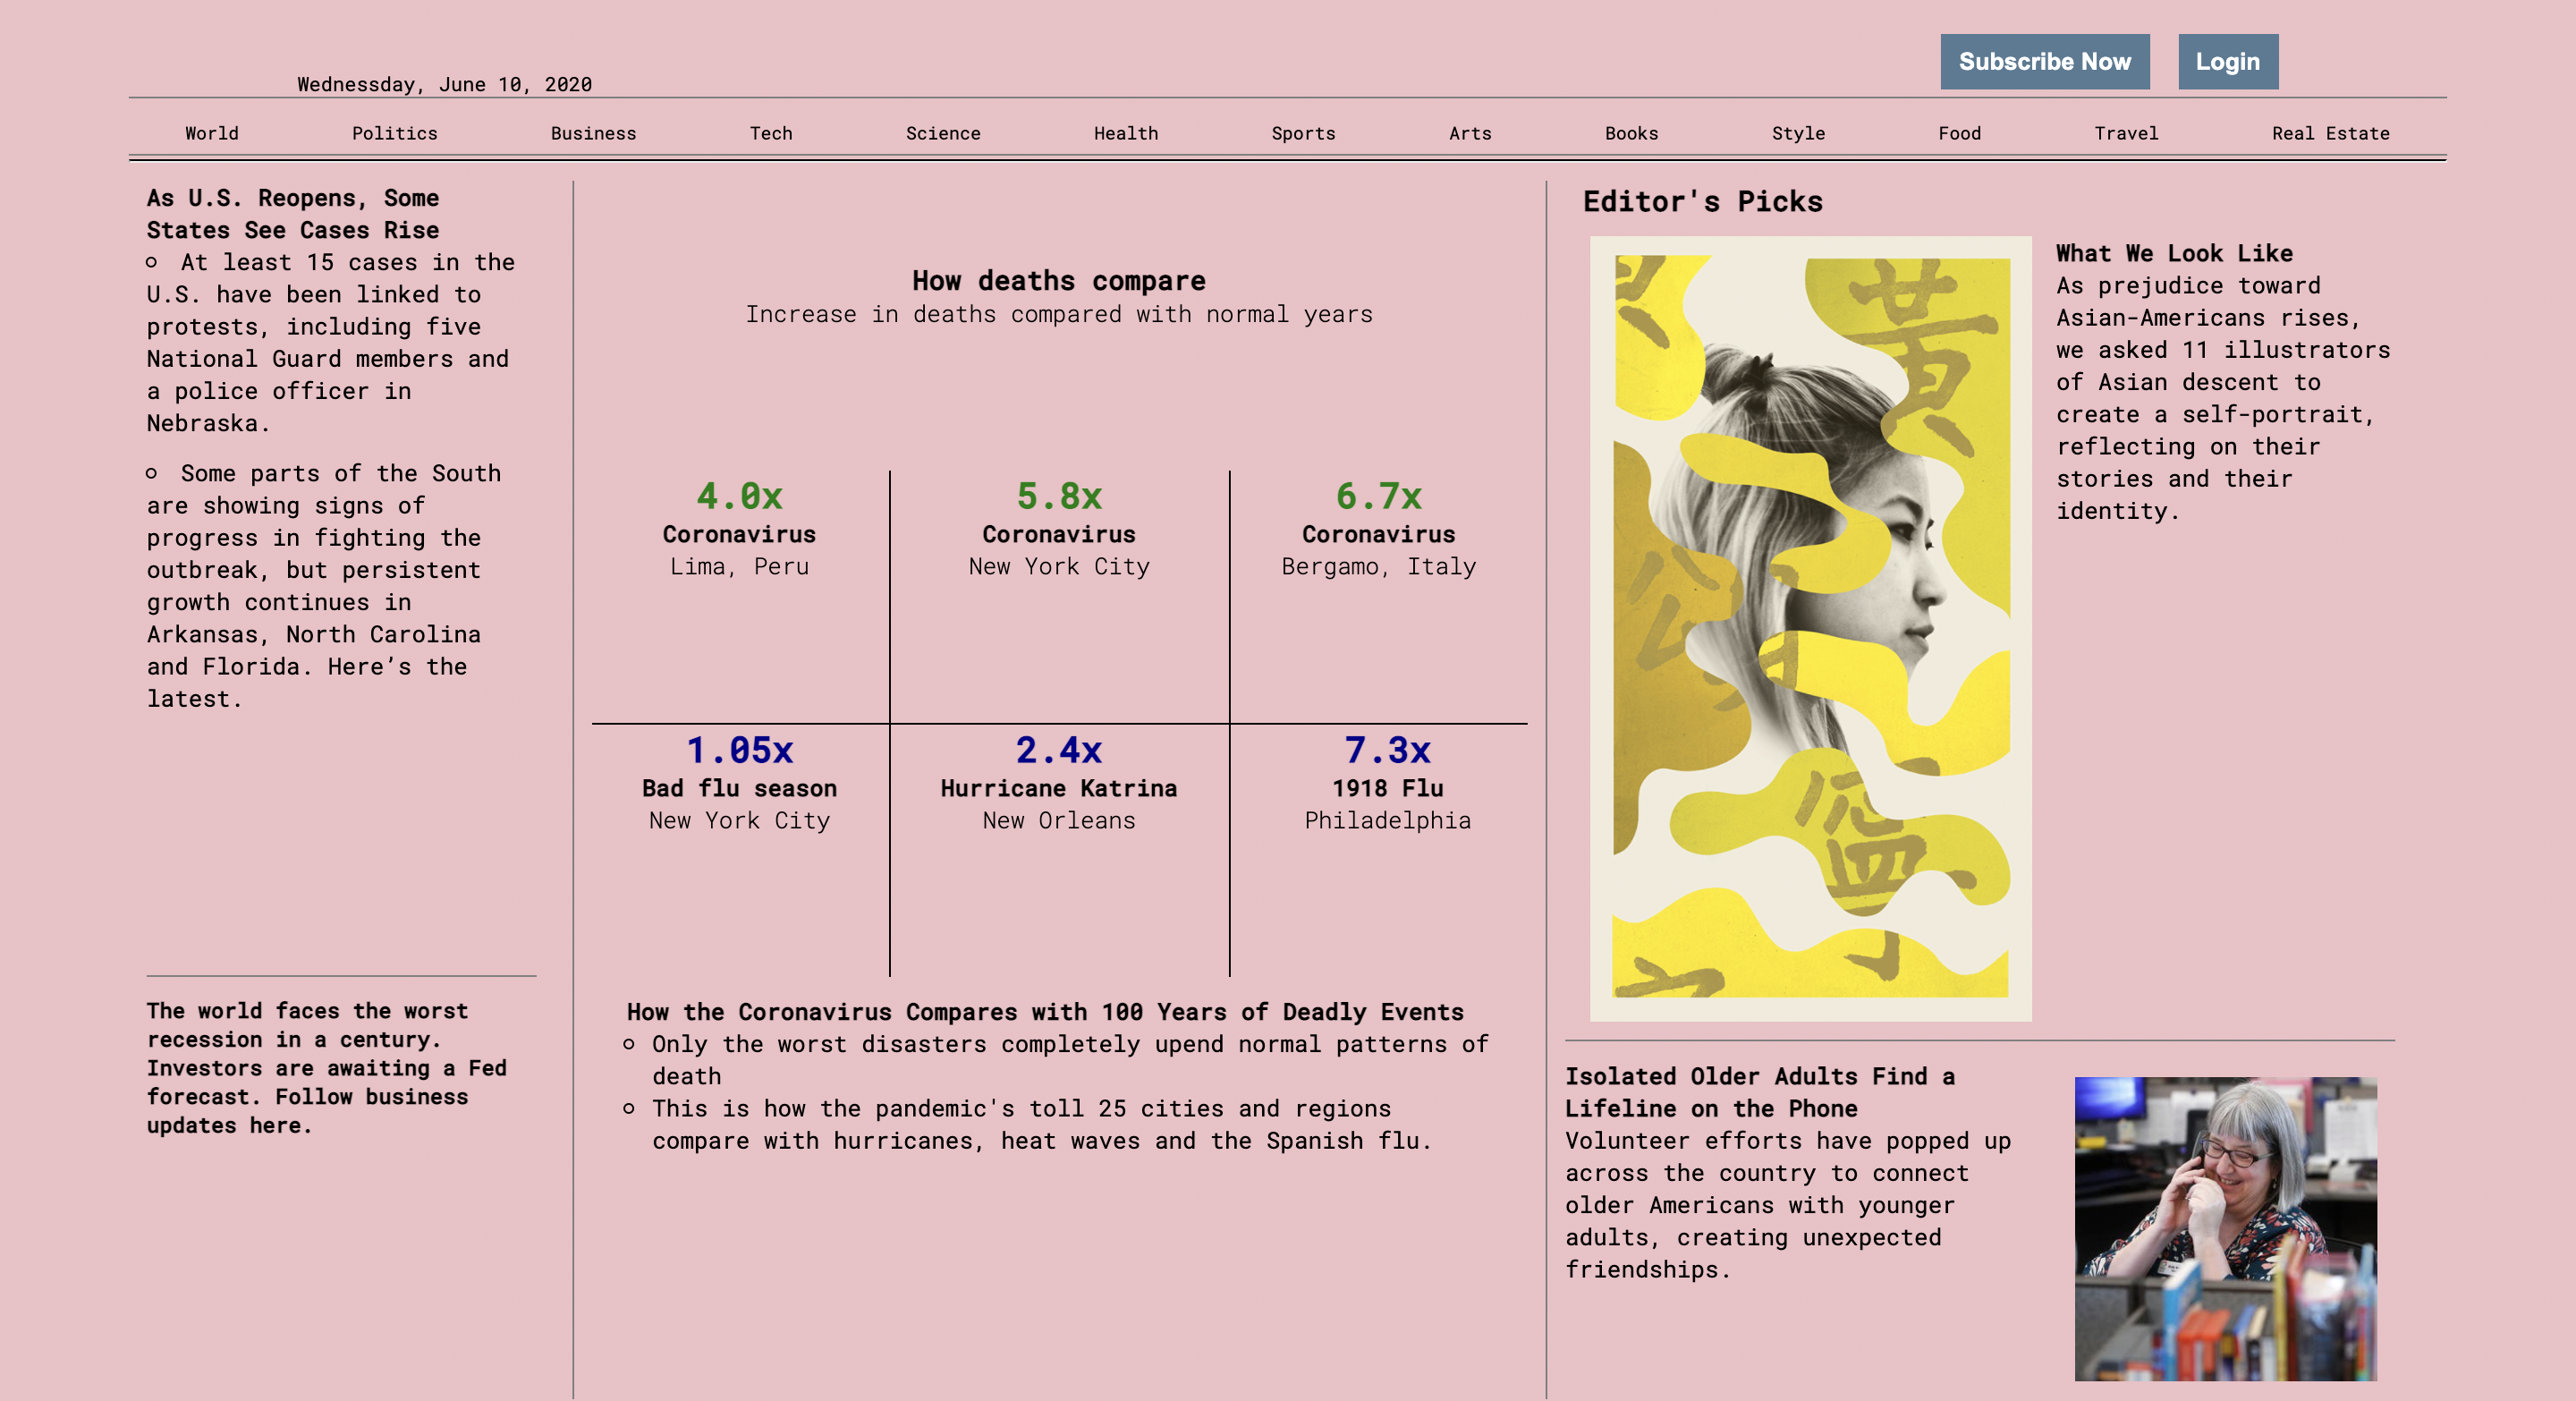 Subscribe Now
Login
Wednessday, June 10, 2020
World Politics Business Tech Science Health Sports Arts Books Style Food Travel Real Estate
As U.S. Reopens, Some
States See Cases Rise
At least 15 cases in the
U.S. have been linked to
protests, including five
National Guard members and
a police officer in
Nebraska.
Some parts of the South
are showing signs of
progress in fighting the
outbreak, but persistent
growth continues in
Arkansas, North Carolina
and Florida. Here’s the
latest.
The world faces the worst
recession in a century.
Investors are awaiting a Fed
forecast. Follow business
updates here.
How deaths compare
Increase in deaths compared with normal years
4.0x
Coronavirus
Lima, Peru
5.8x
Coronavirus
New York City
6.7x
Coronavirus
Bergamo, Italy
1.05x
Bad flu season
New York City
2.4x
Hurricane Katrina
New Orleans
7.3x
1918 Flu
Philadelphia
How the Coronavirus Compares with 100 Years of Deadly Events
Only the worst disasters completely upend normal patterns of
death
This is how the pandemic's toll 25 cities and regions
compare with hurricanes, heat waves and the Spanish flu.
Editor's Picks
黃
What We Look Like
As prejudice toward
Asian-Americans rises,
we asked 11 illustrators
of Asian descent to
create a self-portrait,
reflecting on their
stories and their
identity.
Isolated Older Adults Find a
Lifeline on the Phone
Volunteer efforts have popped up
across the country to connect
older Americans with younger
adults, creating unexpected
friendships.